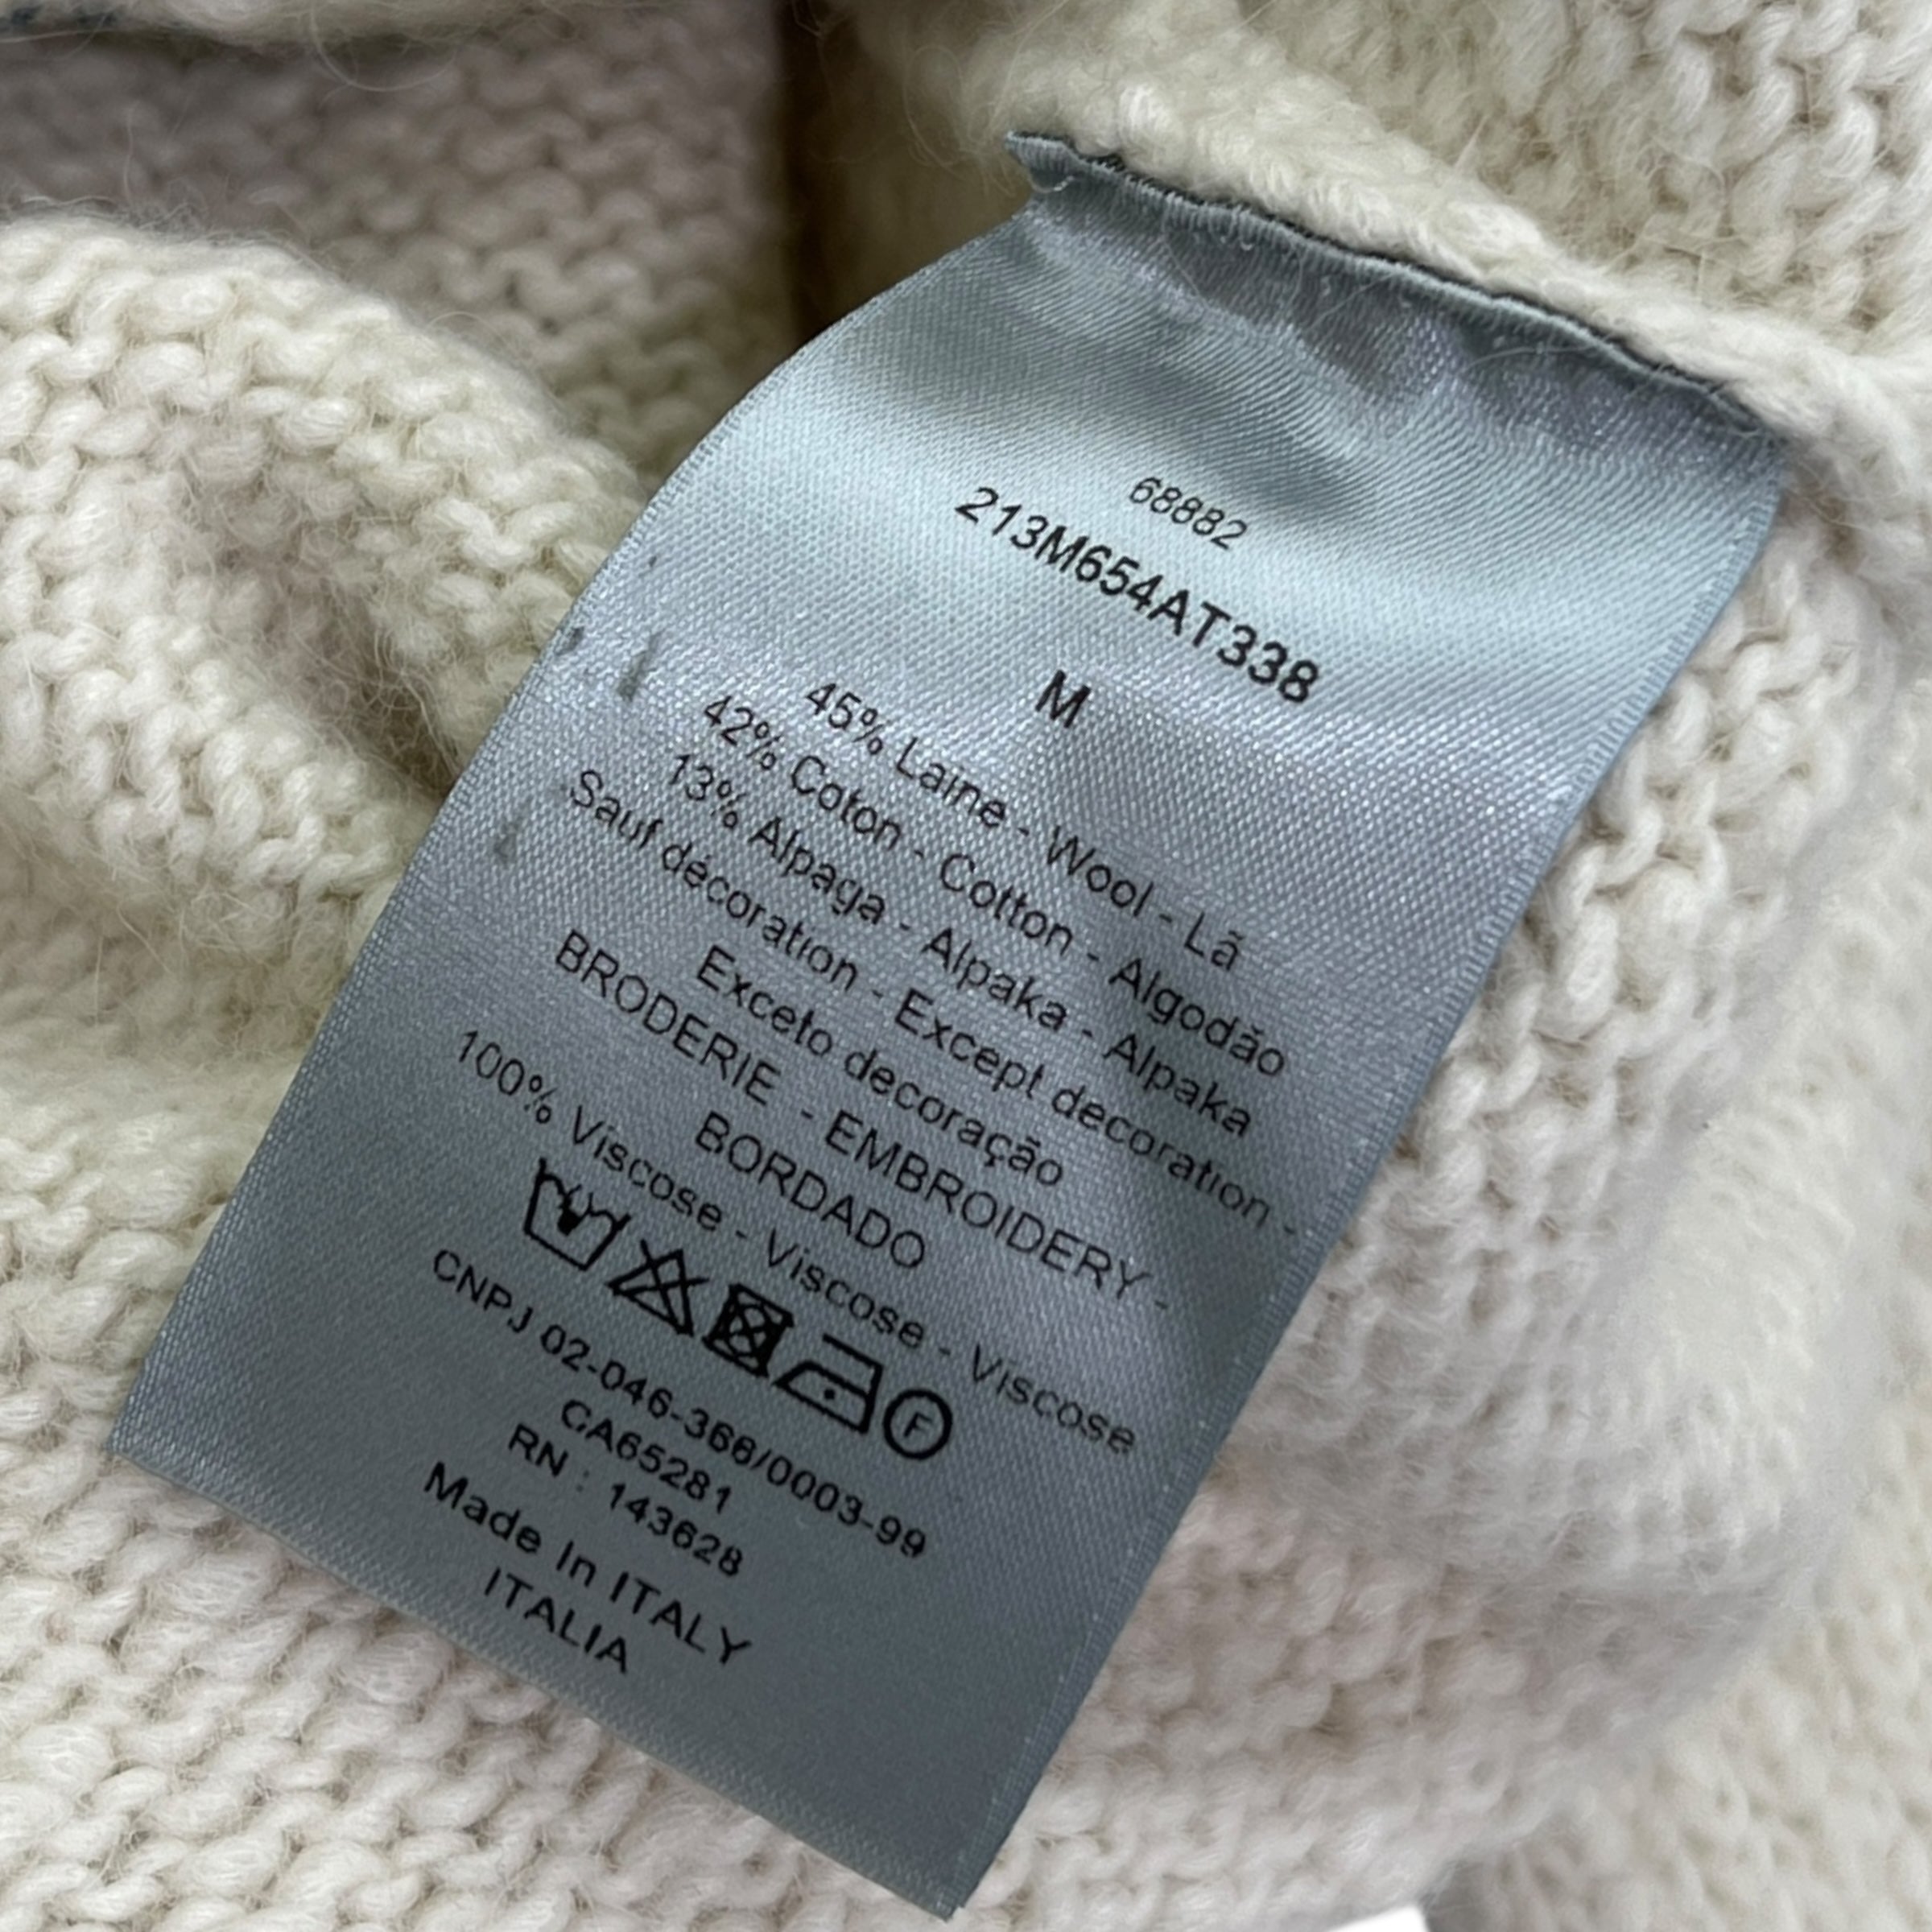 68882
213M654AT338
M
45% Laine - Wool - Lã
42% Coton - Cotton - Algodão
13% Alpaga - Alpaka - Alpaka
Sauf décoration - Except decoration -
Exceto decoração
BRODERIE - EMBROIDERY -
BORDADO
100% Viscose - Viscose - Viscose
F
CNPJ 02-046-366/0003-99
CA65281
RN : 143628
Made In ITALY
ITALIA